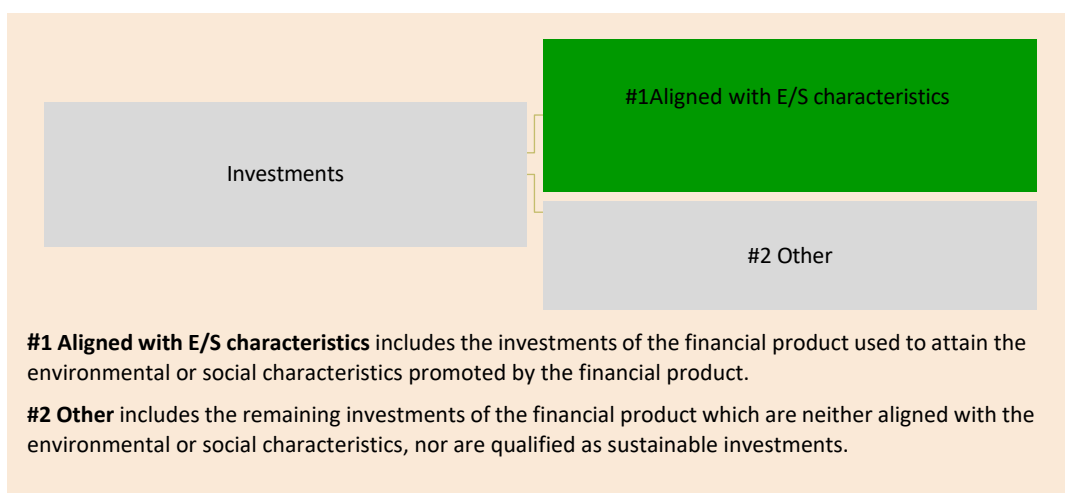 #1Aligned with E/S characteristics
Investments
#2 Other
#1 Aligned with E/S characteristics includes the investments of the financial product used to attain the
environmental or social characteristics promoted by the financial product.
#2 Other includes the remaining investments of the financial product which are neither aligned with the
environmental or social characteristics, nor are qualified as sustainable investments.